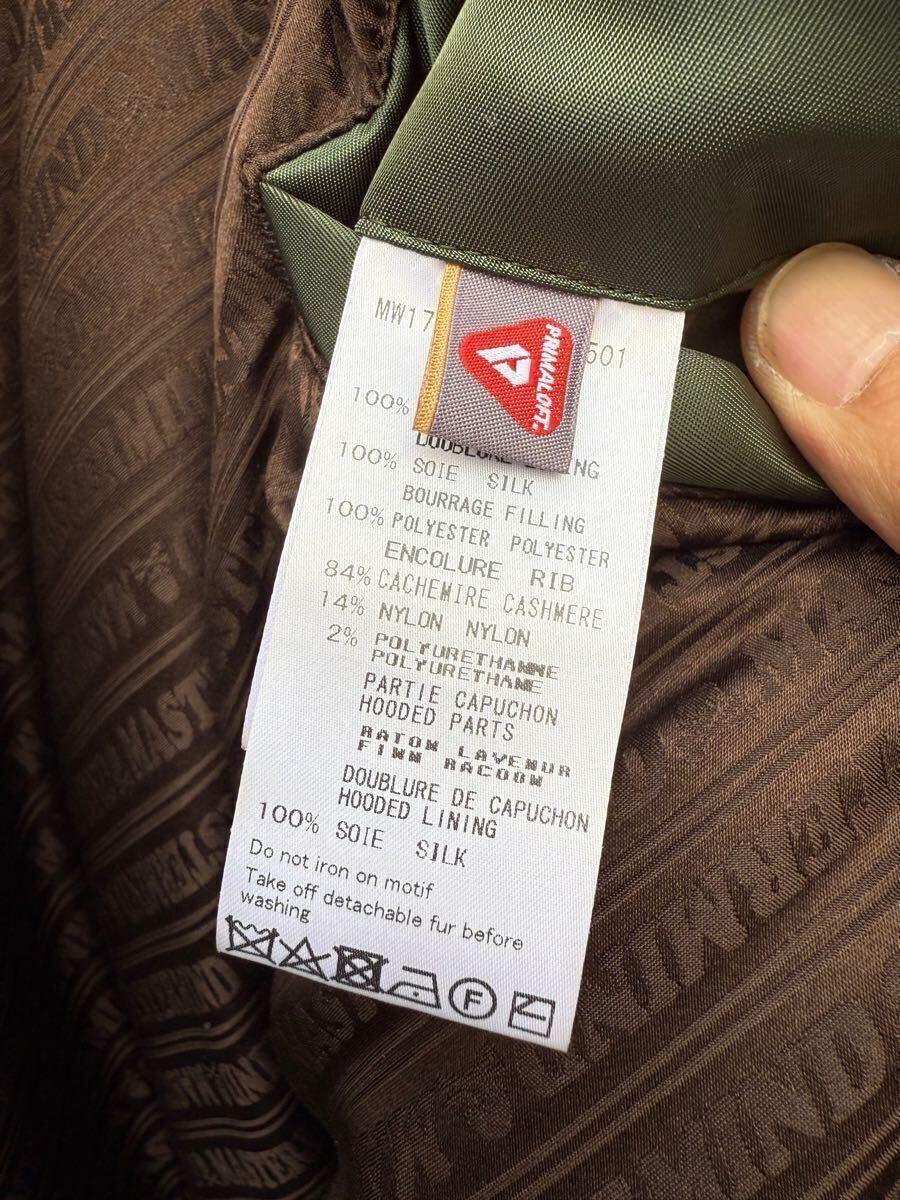 MW17
501
PRIMALOFT.
100%
DOUBLURE LINING
100% SOIE SILK
BOURRAGE FILLING
100% POLYESTER POLYESTER
ENCOLURE RIB
84% CACHEMIRE CASHMERE
14% NYLON NYLON
2% POLYURETHANNE
POLYURETHANE
PARTIE CAPUCHON
HOODED PARTS
RATON LAVEUR
FINN RACOON
DOUBLURE DE CAPUCHON
HOODED LINING
100% SOIE SILK
Do not iron on motif
Take off detachable fur before
washing
F